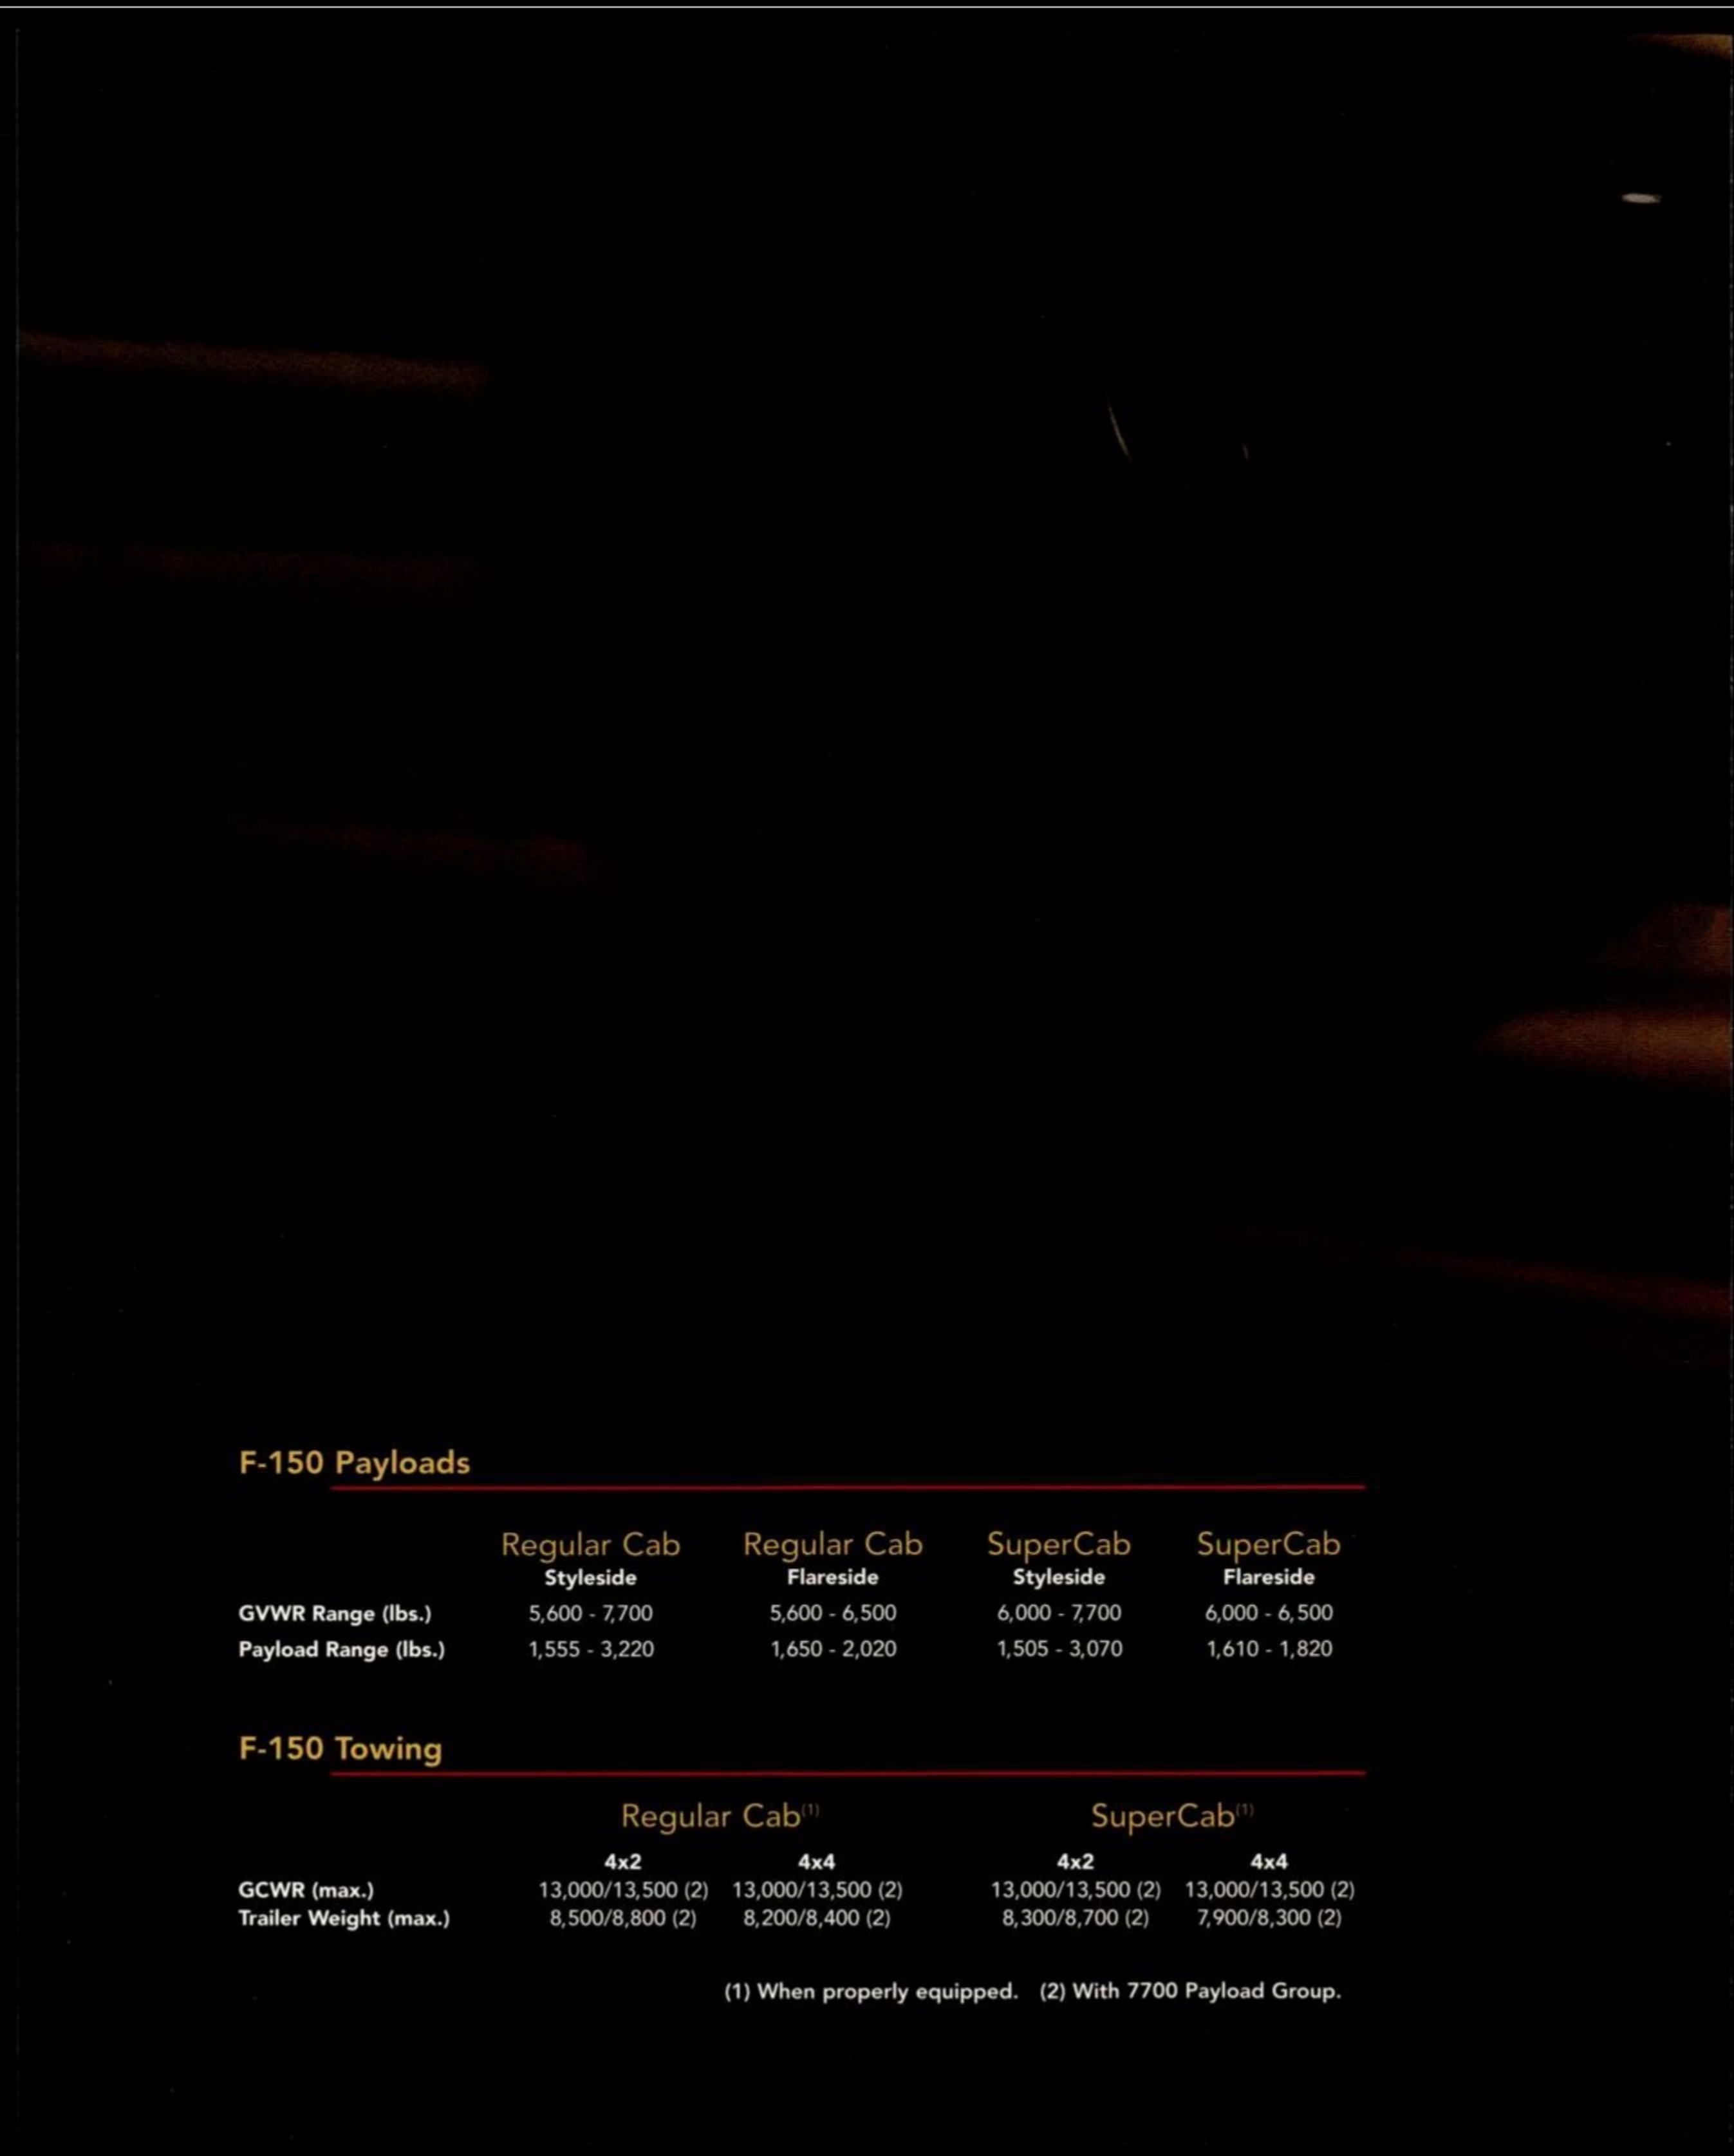 F-150 Payloads
Regular Cab Regular Cab SuperCab SuperCab
Styleside Flareside Styleside Flareside
GVWR Range (lbs.) 5,600 - 7,700 5,600 - 6,500 6,000 - 7,700 6,000 - 6,500
Payload Range (lbs.) 1,555 - 3,220 1,650 - 2,020 1,505 - 3,070 1,610 - 1,820
F-150 Towing
Regular Cab(1) SuperCab(1)
4x2 4x4 4x2 4x4
GCWR (max.) 13,000/13,500 (2) 13,000/13,500 (2) 13,000/13,500 (2) 13,000/13,500 (2)
Trailer Weight (max.) 8,500/8,800 (2) 8,200/8,400 (2) 8,300/8,700 (2) 7,900/8,300 (2)
(1) When properly equipped. (2) With 7700 Payload Group.